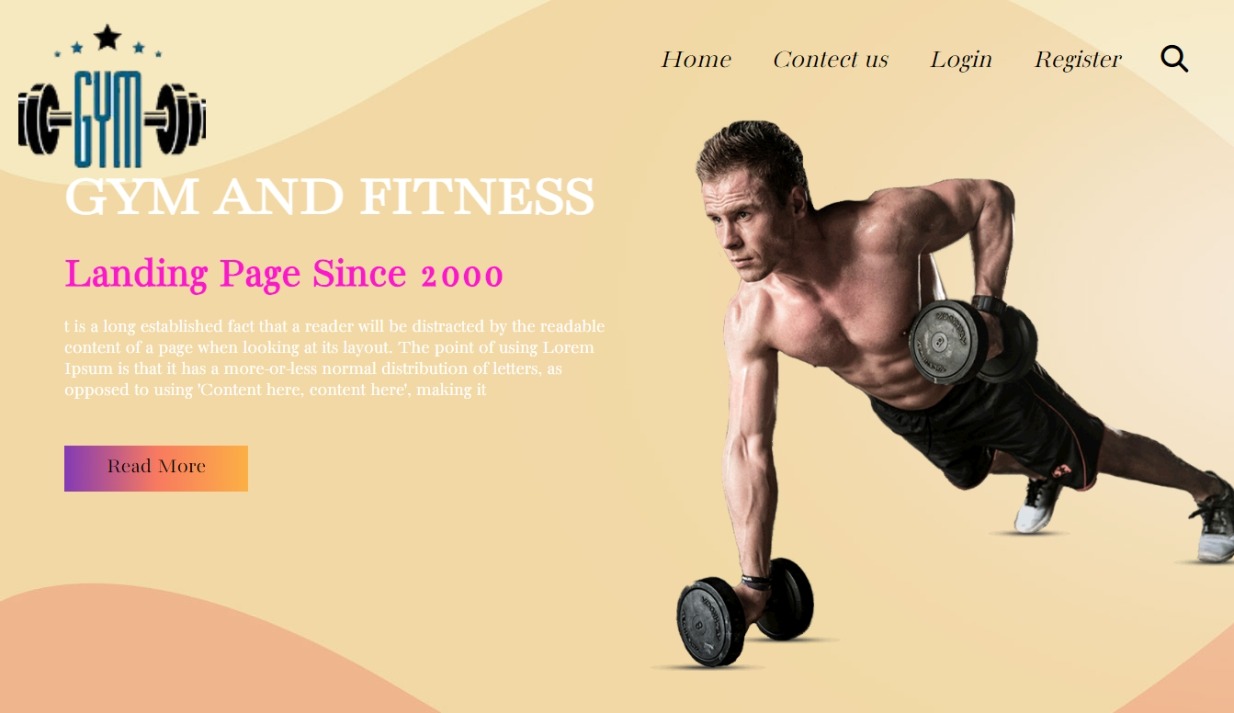 GYM
Home Contect us Login Register
GYM AND FITNESS
Landing Page Since 2000
t is a long established fact that a reader will be distracted by the readable
content of a page when looking at its layout. The point of using Lorem
Ipsum is that it has a more-or-less normal distribution of letters, as
opposed to using 'Content here, content here', making it
Read More